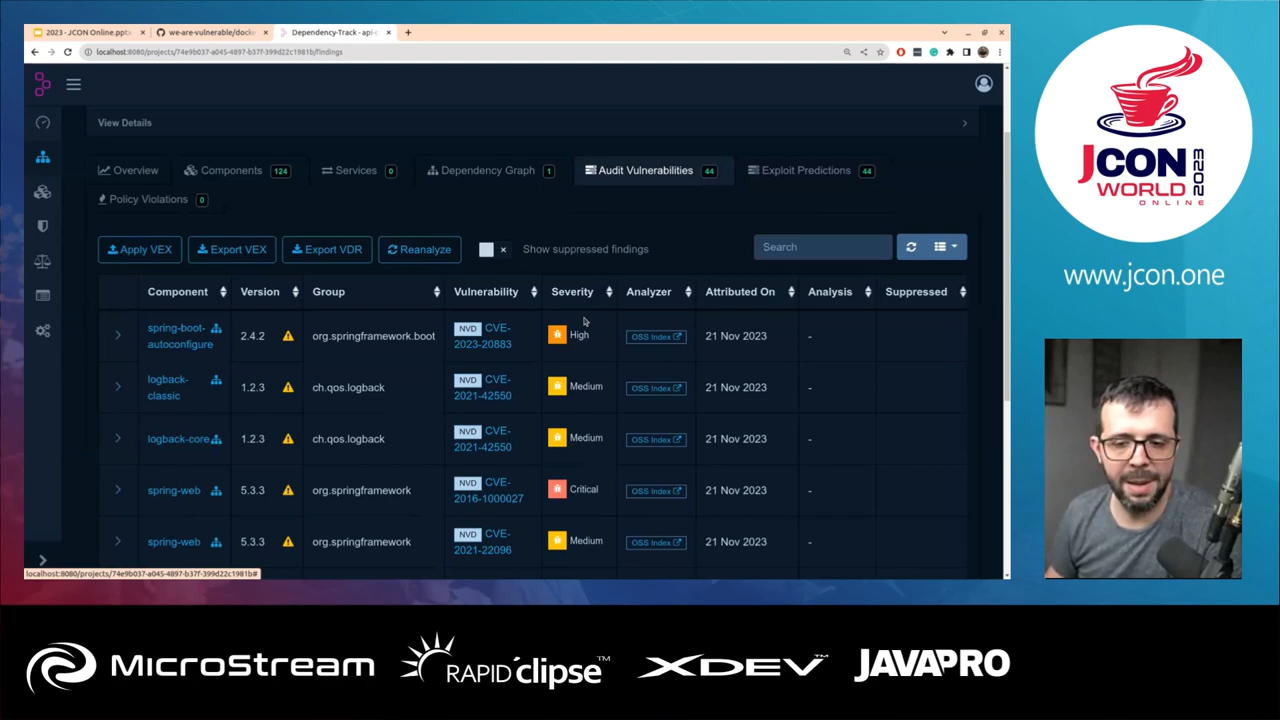 2023 - JCON Online.pptx
we-are-vulnerable/docke
Dependency-Track - api-c
localhost:8080/projects/74e9b037-a045-4897-b37f-399d22c1981b/findings
View Details
Overview
Components 124
Services 0
Dependency Graph 1
Audit Vulnerabilities 44
Exploit Predictions 44
Policy Violations 0
Apply VEX
Export VEX
Export VDR
Reanalyze
Show suppressed findings
Search
Component Version Group Vulnerability Severity Analyzer Attributed On Analysis Suppressed
spring-boot-autoconfigure 2.4.2 org.springframework.boot NVD CVE-2023-20883 High OSS Index 21 Nov 2023 -
logback-classic 1.2.3 ch.qos.logback NVD CVE-2021-42550 Medium OSS Index 21 Nov 2023 -
logback-core 1.2.3 ch.qos.logback NVD CVE-2021-42550 Medium OSS Index 21 Nov 2023 -
spring-web 5.3.3 org.springframework NVD CVE-2016-1000027 Critical OSS Index 21 Nov 2023 -
spring-web 5.3.3 org.springframework NVD CVE-2021-22096 Medium OSS Index 21 Nov 2023 -
localhost:8080/projects/74e9b037-a045-4897-b37f-399d22c1981b#
JCON
WORLD 2023
ONLINE
www.jcon.one
MicroStream
RAPID'clipse™
XDEV™
JAVAPRO